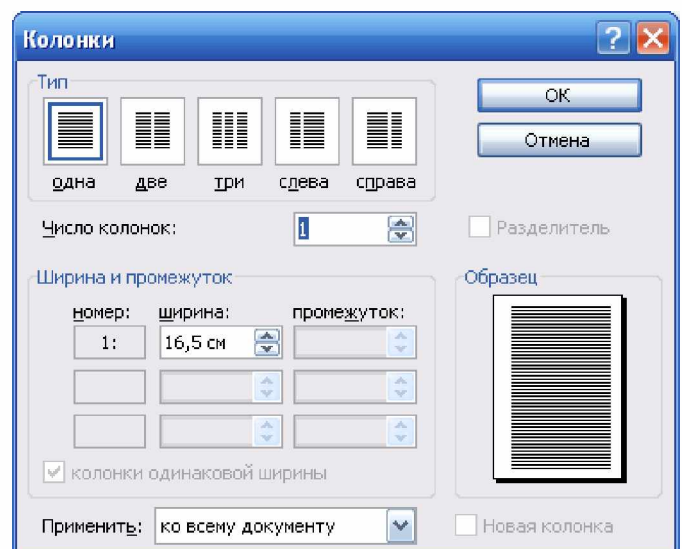 Колонки
Тип
одна две три слева справа
ОК
Отмена
Число колонок: 1
Разделитель
Ширина и промежуток
номер: ширина: промежуток:
1: 16,5 см
колонки одинаковой ширины
Образец
Применить: ко всему документу
Новая колонка